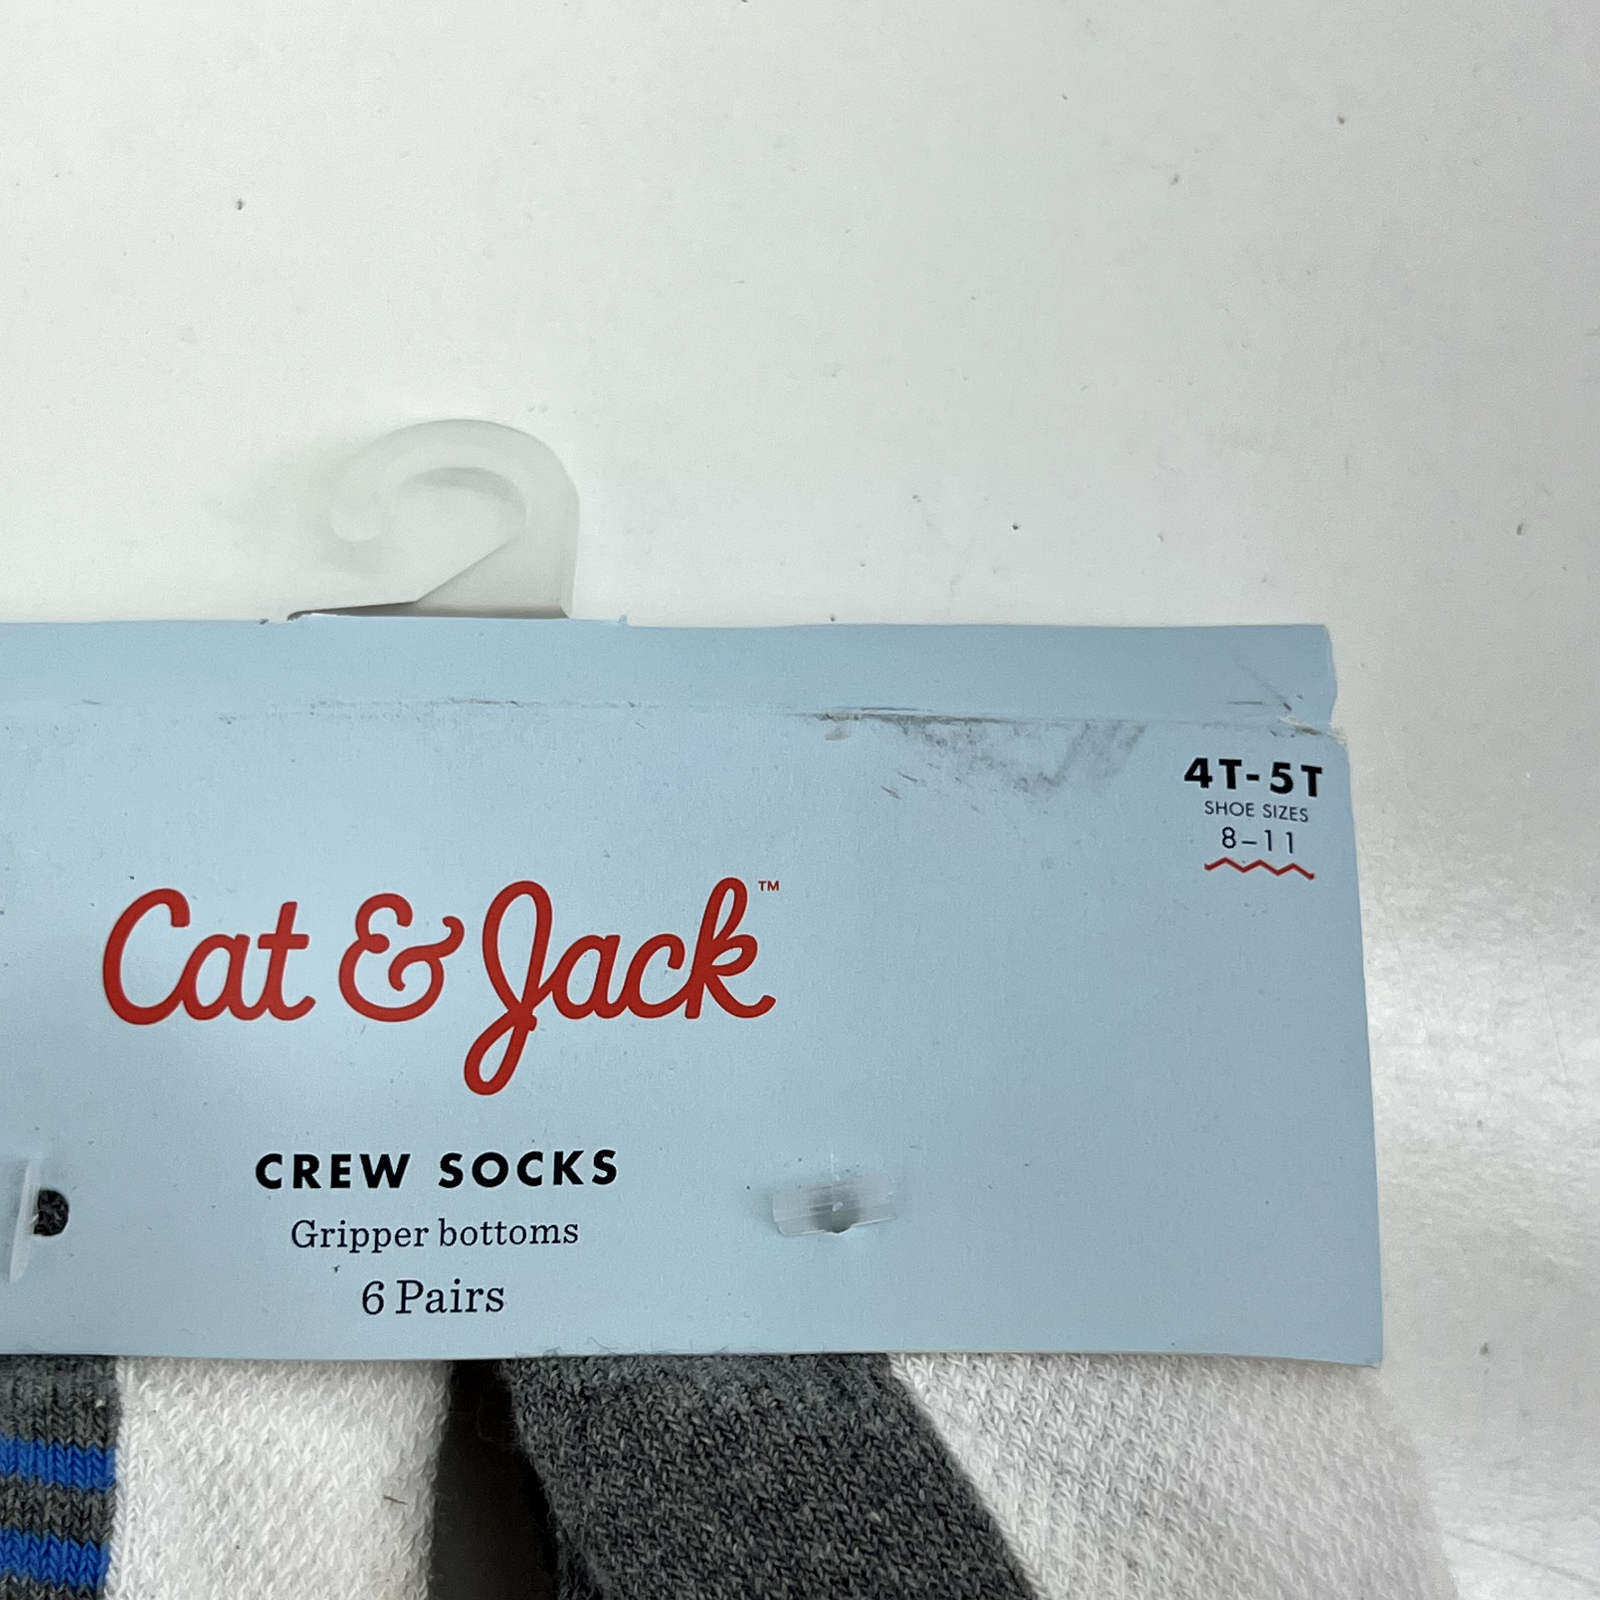 4T-5T
SHOE SIZES
8–11
Cat & Jack™
CREW SOCKS
Gripper bottoms
6 Pairs